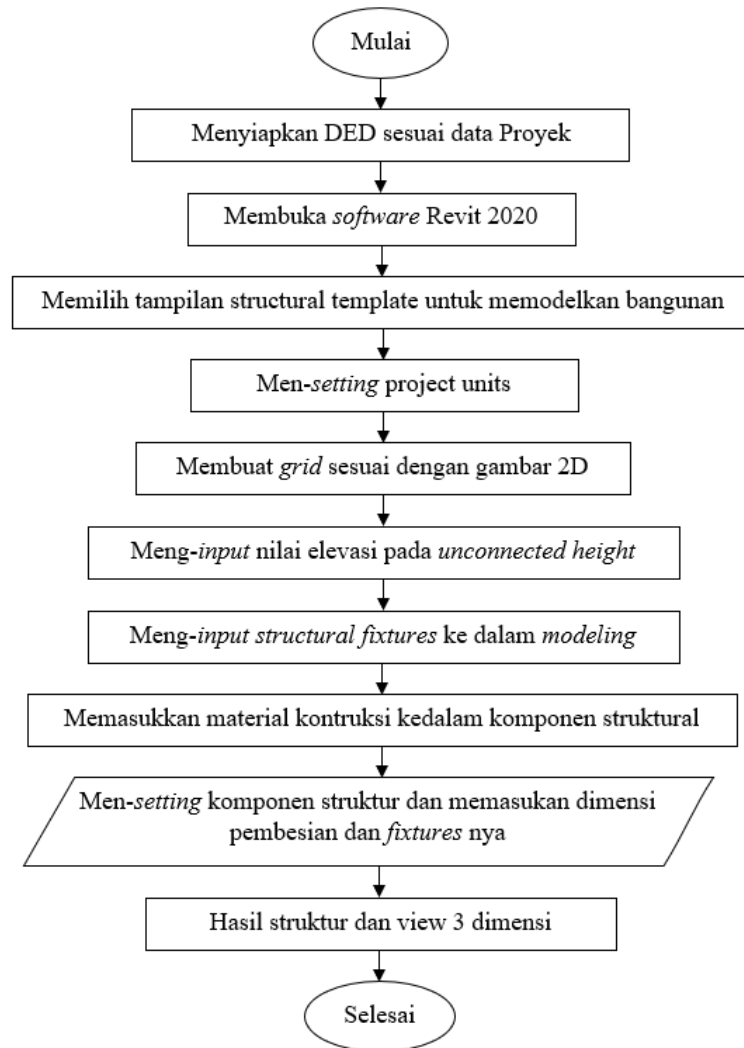 Mulai
Menyiapkan DED sesuai data Proyek
Membuka software Revit 2020
Memilih tampilan structural template untuk memodelkan bangunan
Men-setting project units
Membuat grid sesuai dengan gambar 2D
Meng-input nilai elevasi pada unconnected height
Meng-input structural fixtures ke dalam modeling
Memasukkan material kontruksi kedalam komponen struktural
Men-setting komponen struktur dan memasukan dimensi
pembesian dan fixtures nya
Hasil struktur dan view 3 dimensi
Selesai